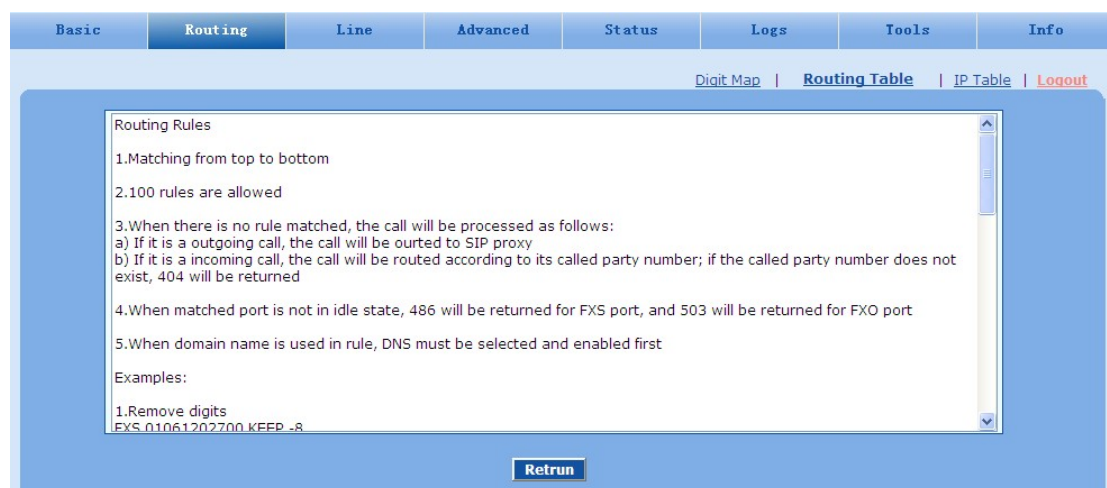 Basic Routing Line Advanced Status Logs Tools Info
Digit Map | Routing Table | IP Table | Logout
Routing Rules
1.Matching from top to bottom
2.100 rules are allowed
3.When there is no rule matched, the call will be processed as follows:
a) If it is a outgoing call, the call will be ourted to SIP proxy
b) If it is a incoming call, the call will be routed according to its called party number; if the called party number does not
exist, 404 will be returned
4.When matched port is not in idle state, 486 will be returned for FXS port, and 503 will be returned for FXO port
5.When domain name is used in rule, DNS must be selected and enabled first
Examples:
1.Remove digits
FXS 01061202700 KEEP -8
Retrun